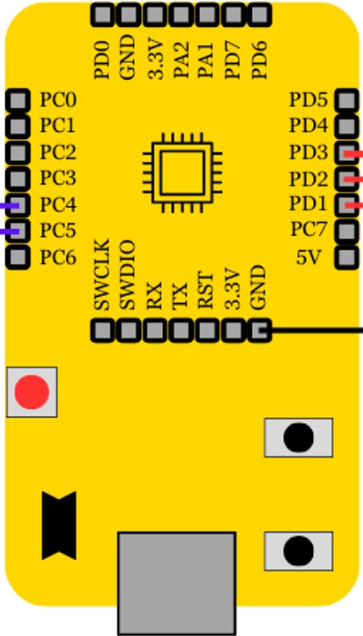 PD0
GND
3.3V
PA2
PA1
PD7
PD6
PC0
PC1
PC2
PC3
PC4
PC5
PC6
PD5
PD4
PD3
PD2
PD1
PC7
5V
SWCLK
SWDIO
RX
TX
RST
3.3V
GND